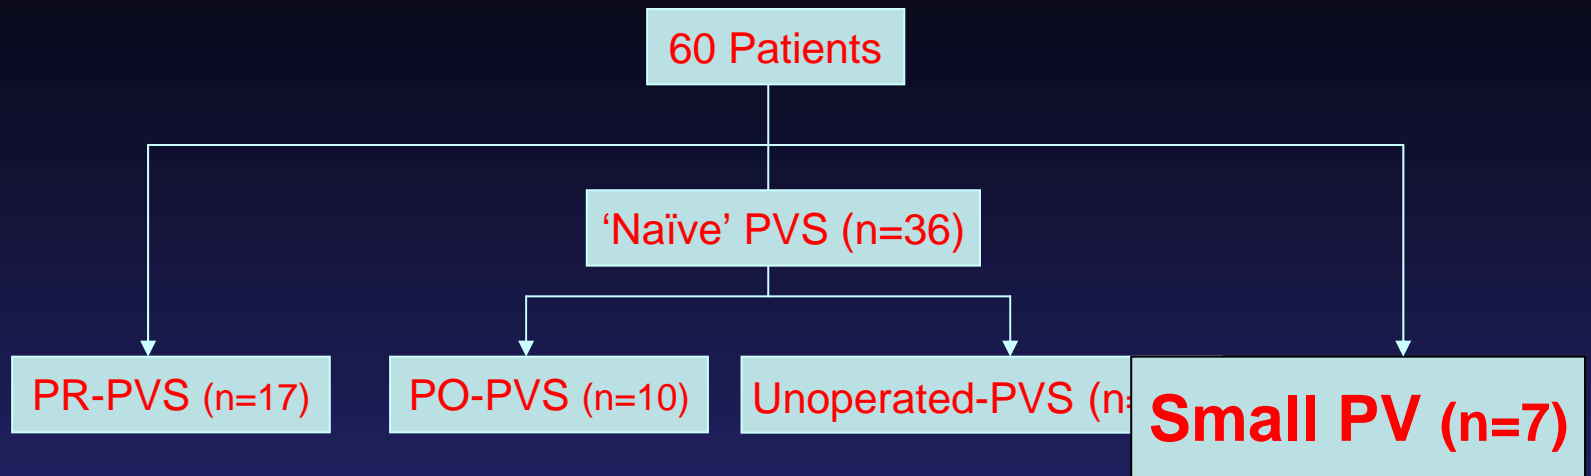 60 Patients
‘Naïve’ PVS (n=36)
PR-PVS (n=17)
PO-PVS (n=10)
Unoperated-PVS (n=
Small PV (n=7)